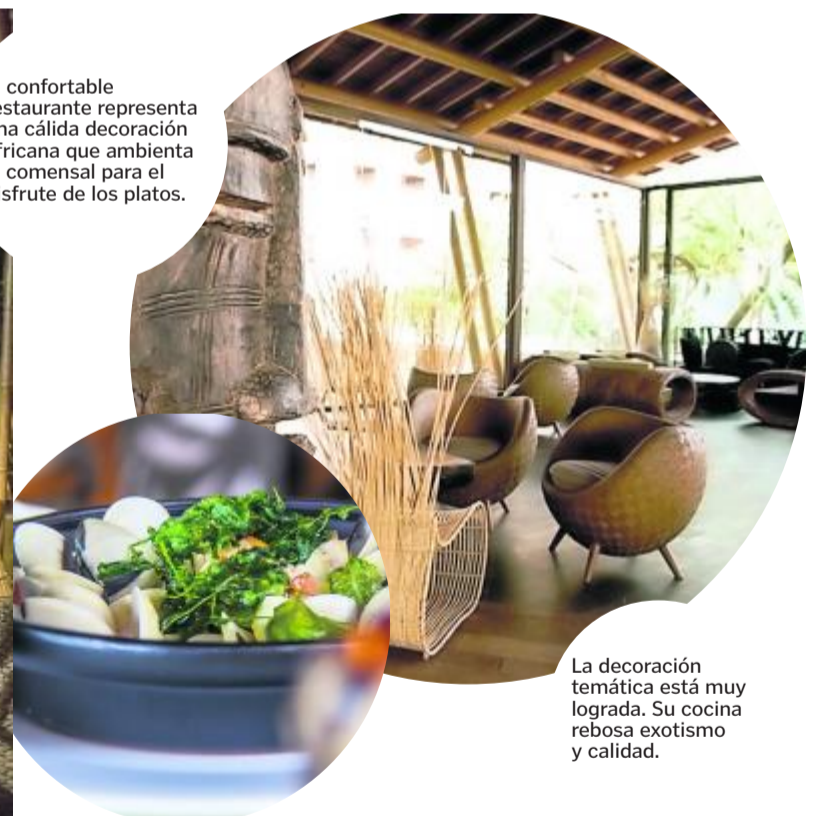 confortable
estaurante representa
na cálida decoración
fricana que ambienta
comensal para el
isfrute de los platos.
La decoración
temática está muy
lograda. Su cocina
rebosa exotismo
y calidad.